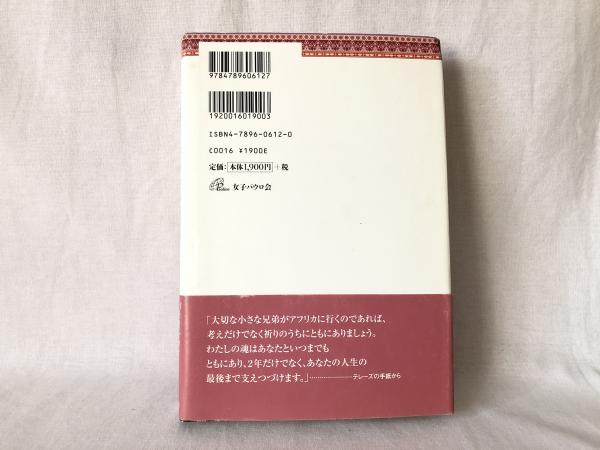 9784789606127
1920016019003
ISBN4-7896-0612-0
C0016 ¥1900E
定価:本体1,900円+税
女子パウロ会
「大切な小さな兄弟がアフリカに行くのであれば、
考えだけでなく祈りのうちにともにありましょう。
わたしの魂はあなたといつまでも
ともにあり、2年だけでなく、あなたの人生の
最後まで支えつづけます。」……………テレーズの手紙から